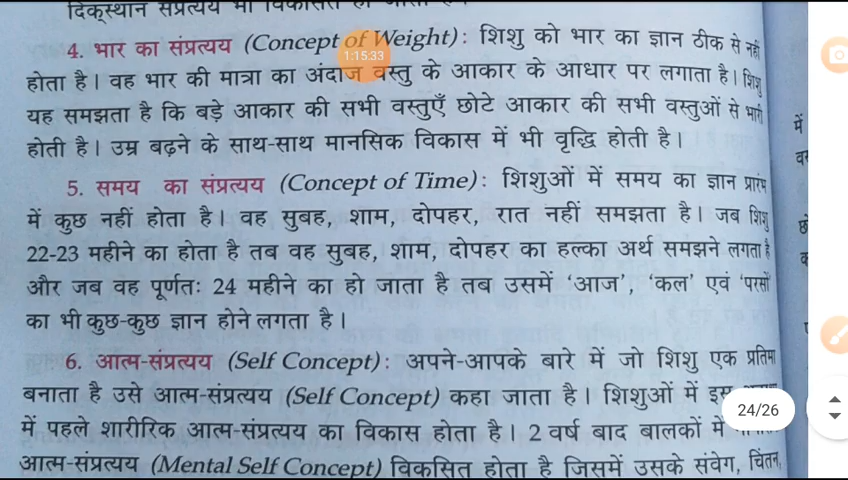 दिक्स्थान संप्रत्यय भी विकसित हो जाता है।
4. भार का संप्रत्यय (Concept of Weight) : शिशु को भार का ज्ञान ठीक से नहीं
1:15:33
होता है। वह भार की मात्रा का अंदाज वस्तु के आकार के आधार पर लगाता है। शिशु
यह समझता है कि बड़े आकार की सभी वस्तुएँ छोटे आकार की सभी वस्तुओं से भारी
होती है। उम्र बढ़ने के साथ-साथ मानसिक विकास में भी वृद्धि होती है।
5. समय का संप्रत्यय (Concept of Time) : शिशुओं में समय का ज्ञान प्रारंभ
में कुछ नहीं होता है। वह सुबह, शाम, दोपहर, रात नहीं समझता है। जब शिशु
22-23 महीने का होता है तब वह सुबह, शाम, दोपहर का हल्का अर्थ समझने लगता है
और जब वह पूर्णतः 24 महीने का हो जाता है तब उसमें ‘आज’, ‘कल’ एवं ‘परसों’
का भी कुछ-कुछ ज्ञान होने लगता है।
6. आत्म-संप्रत्यय (Self Concept) : अपने-आपके बारे में जो शिशु एक प्रतिमा
बनाता है उसे आत्म-संप्रत्यय (Self Concept) कहा जाता है। शिशुओं में इस
24/26
में पहले शारीरिक आत्म-संप्रत्यय का विकास होता है। 2 वर्ष बाद बालकों में
आत्म-संप्रत्यय (Mental Self Concept) विकसित होता है जिसमें उसके संवेग, चिंतन,